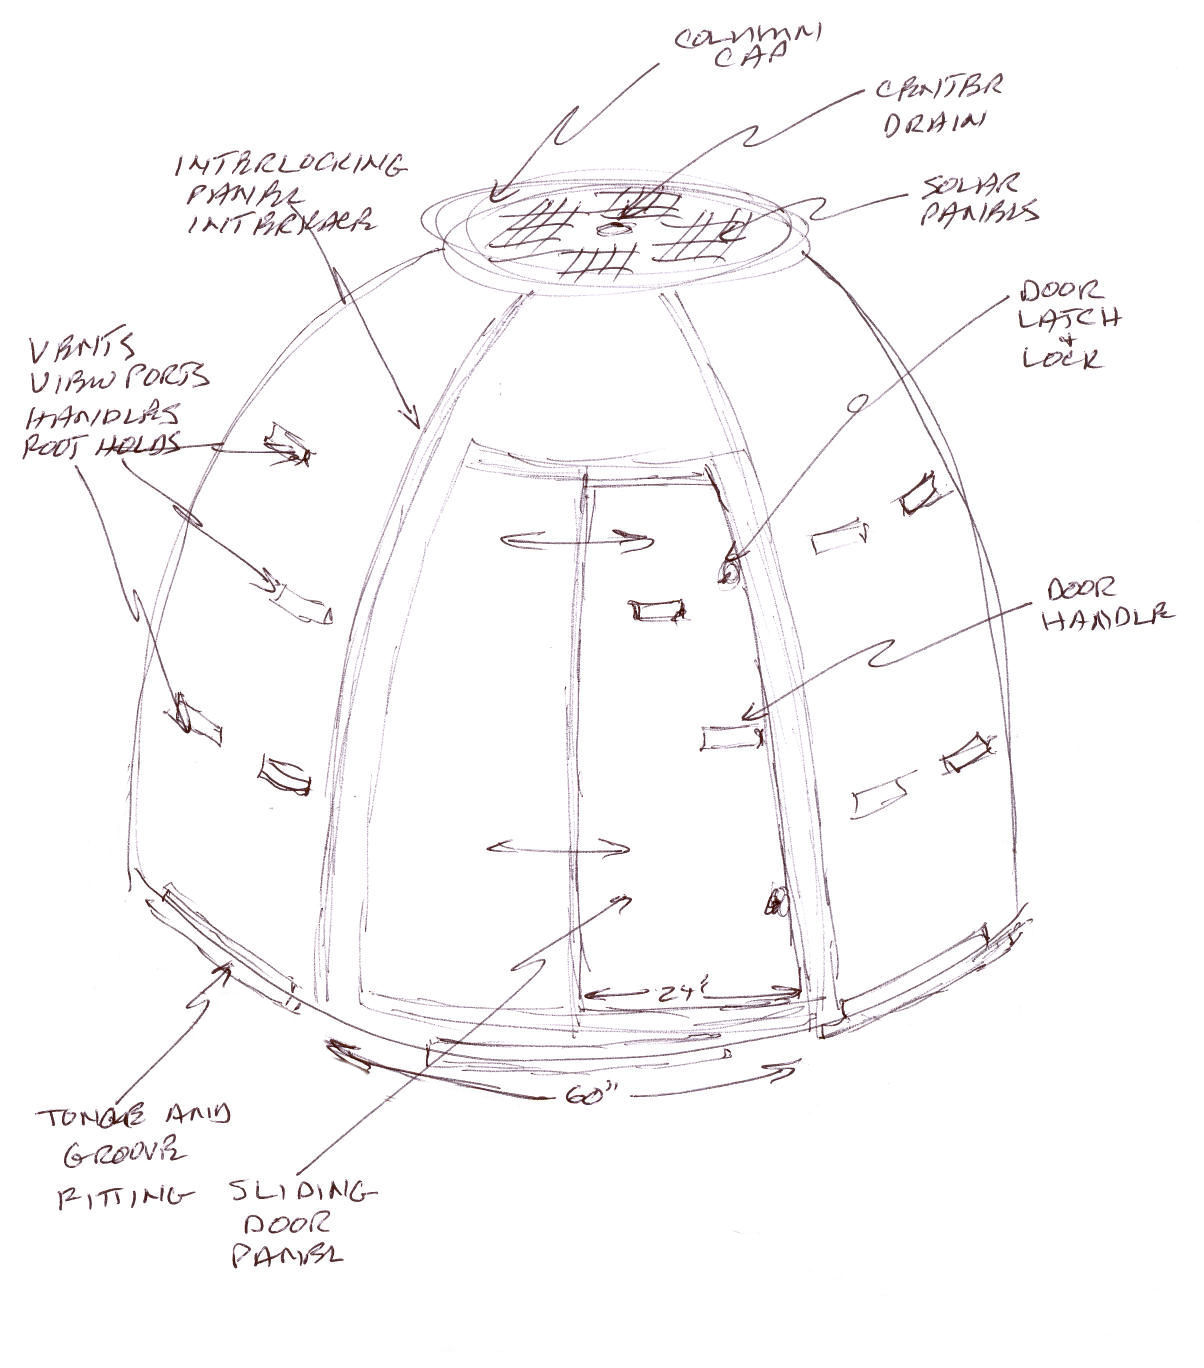 COLUMN
CAP
CENTER
DRAIN
INTERLOCKING
PANEL
INTERFACE
SOLAR
PANELS
DOOR
LATCH
&
LOCK
VENTS
VIEW PORTS
HANDLES
FOOT HOLDS
DOOR
HANDLE
24"
60"
TONGE AND
GROOVE
FITTING
SLIDING
DOOR
PANEL